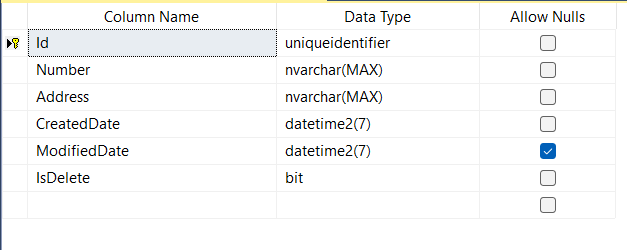 Column Name Data Type Allow Nulls
Id uniqueidentifier
Number nvarchar(MAX)
Address nvarchar(MAX)
CreatedDate datetime2(7)
ModifiedDate datetime2(7)
IsDelete bit